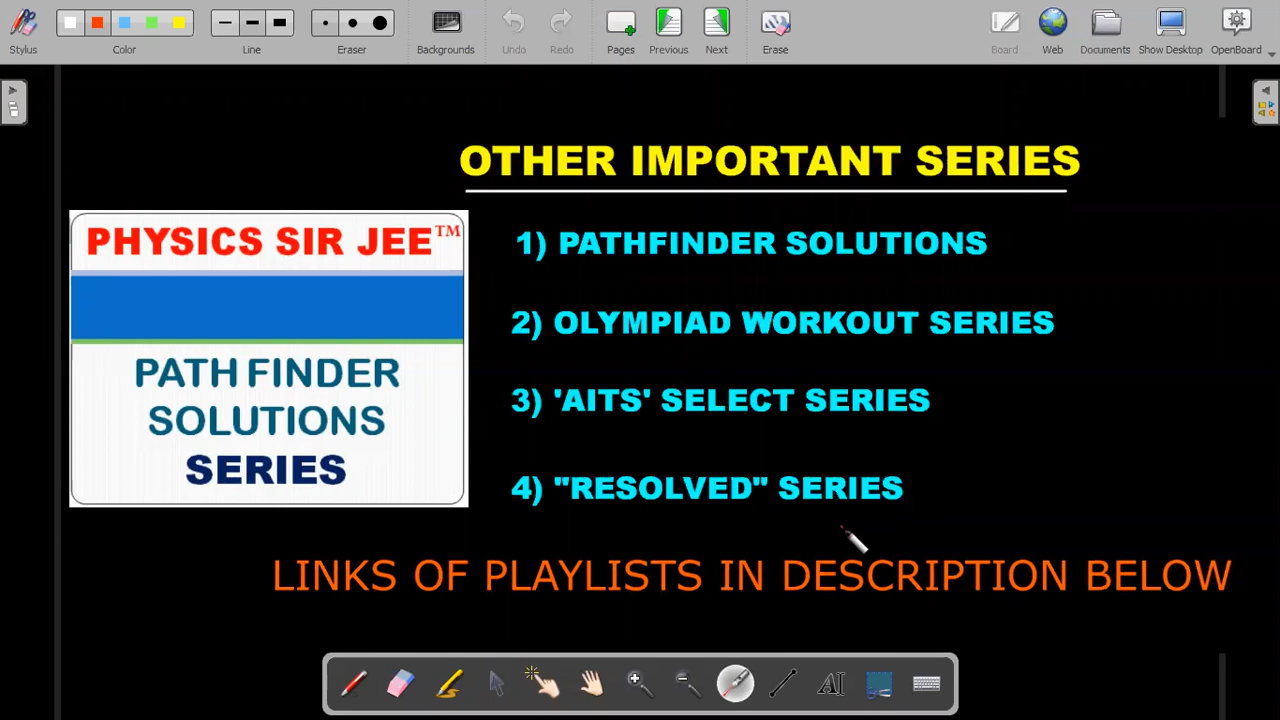 Stylus
Color
Line
Eraser
Backgrounds
Undo
Redo
Pages
Previous
Next
Erase
Board
Web
Documents
Show Desktop
OpenBoard
OTHER IMPORTANT SERIES
PHYSICS SIR JEE™
PATH FINDER
SOLUTIONS
SERIES
1) PATHFINDER SOLUTIONS
2) OLYMPIAD WORKOUT SERIES
3) 'AITS' SELECT SERIES
4) "RESOLVED" SERIES
LINKS OF PLAYLISTS IN DESCRIPTION BELOW
AI